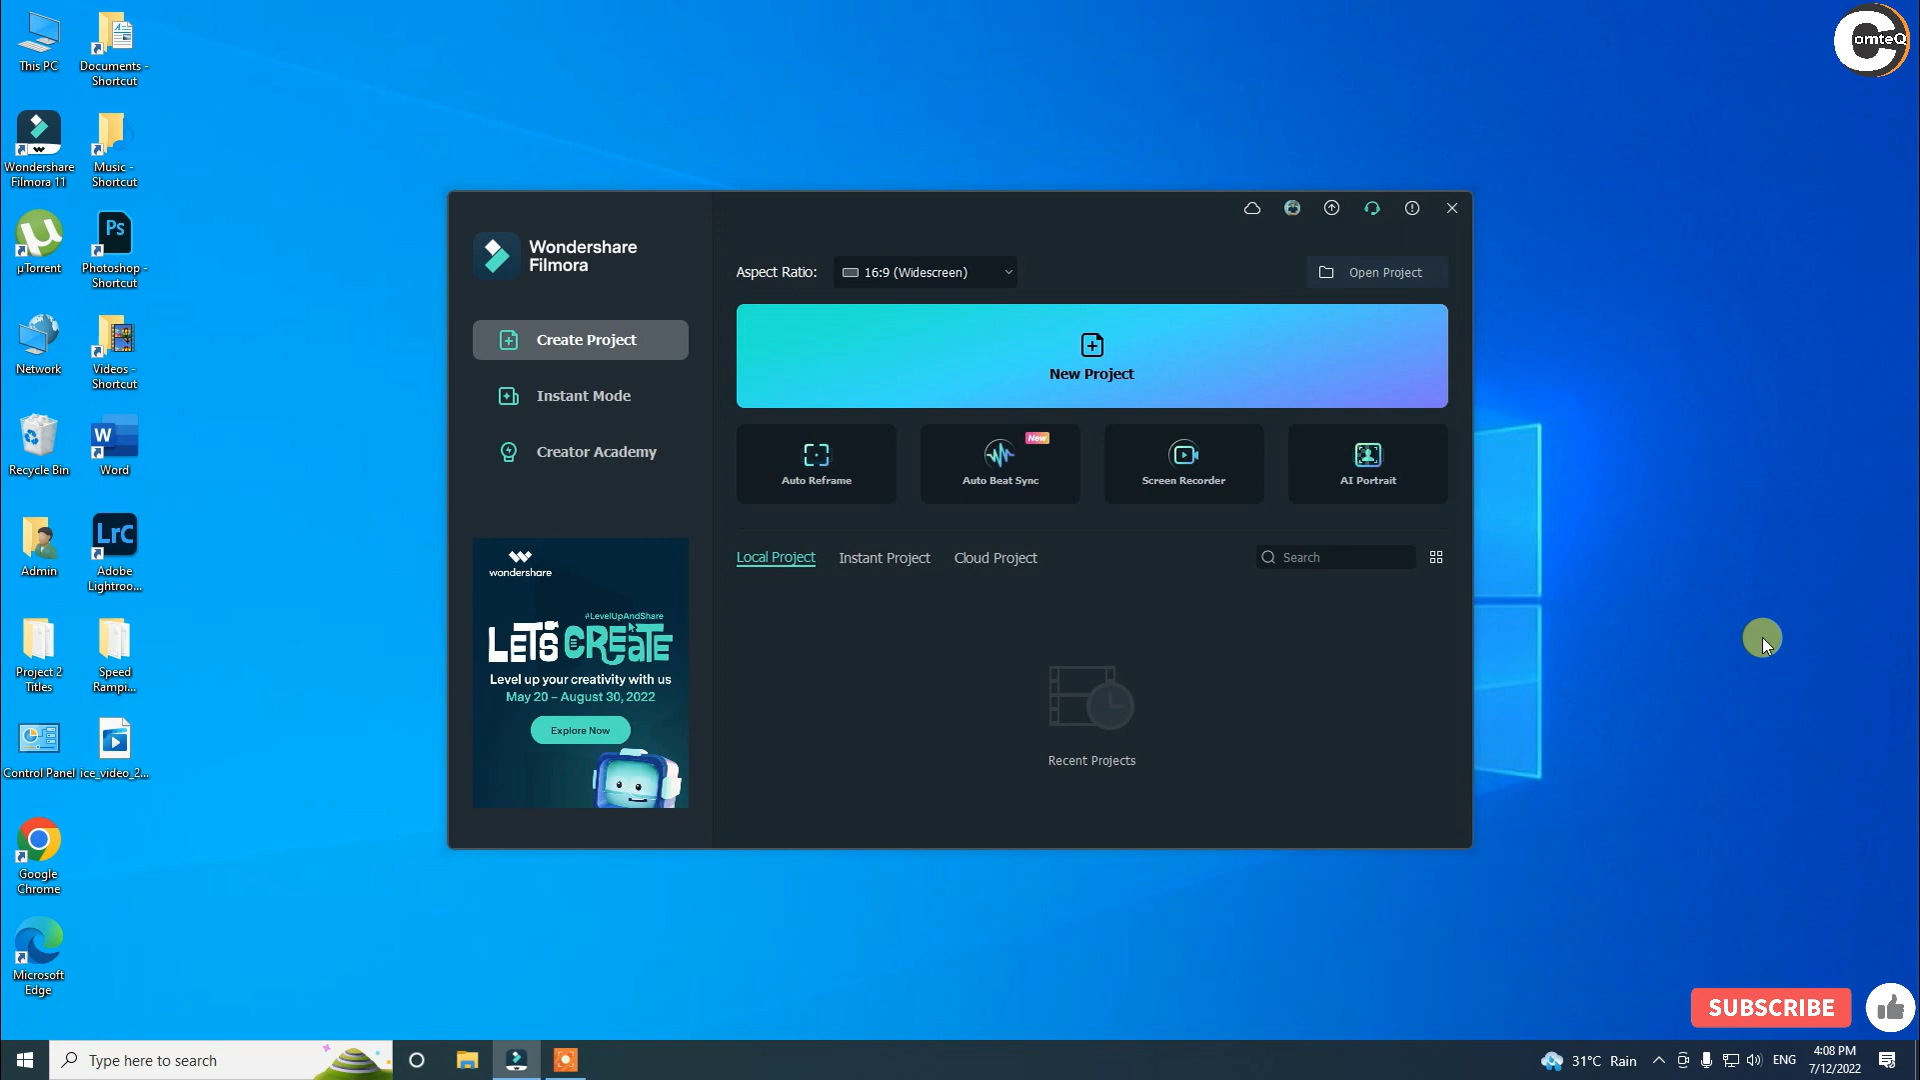 This PC
Documents -
Shortcut
Wondershare
Filmora 11
Music -
Shortcut
µTorrent
Ps
Photoshop -
Shortcut
Network
Videos -
Shortcut
Recycle Bin
W
Word
Admin
LrC
Adobe
Lightroo...
Project 2
Titles
Speed
Rampi...
Control Panel
ice_video_2...
Google
Chrome
Microsoft
Edge
Wondershare
Filmora
Create Project
Instant Mode
Creator Academy
wondershare
#LevelUpAndShare
LET'S CREATE
Level up your creativity with us
May 20 – August 30, 2022
Explore Now
Aspect Ratio:
16:9 (Widescreen)
Open Project
New Project
Auto Reframe
New
Auto Beat Sync
Screen Recorder
AI Portrait
Local Project
Instant Project
Cloud Project
Search
Recent Projects
ComteQ
SUBSCRIBE
Type here to search
31°C Rain
ENG
4:08 PM
7/12/2022